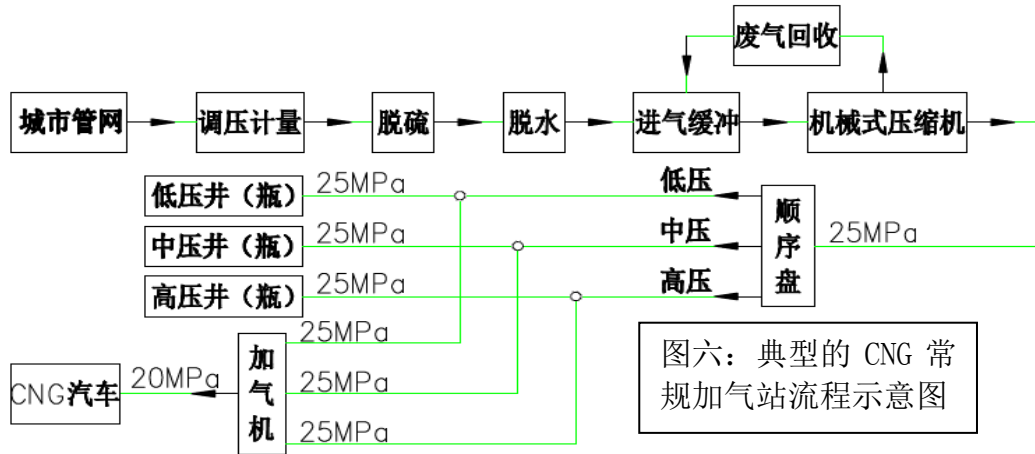 废气回收
城市管网
调压计量
脱硫
脱水
进气缓冲
机械式压缩机
低压井（瓶）
25MPa
低压
中压井（瓶）
25MPa
中压
高压井（瓶）
25MPa
高压
顺序盘
25MPa
CNG汽车
20MPa
加气机
25MPa
25MPa
25MPa
图六：典型的 CNG 常
规加气站流程示意图